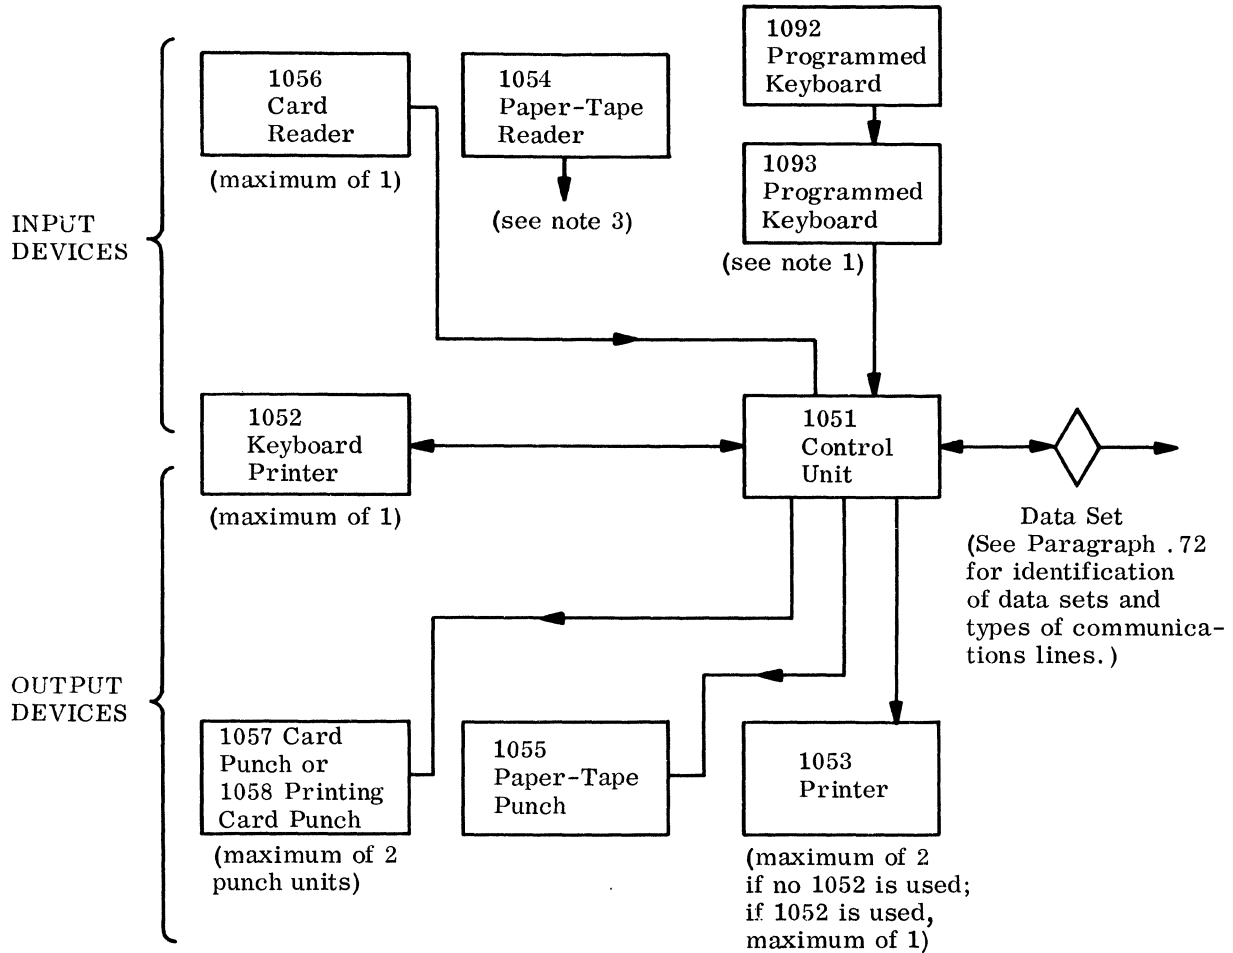 1092
Programmed
Keyboard
1056
Card
Reader
(maximum of 1)
1054
Paper-Tape
Reader
(see note 3)
1093
Programmed
Keyboard
(see note 1)
INPUT
DEVICES
1052
Keyboard
Printer
(maximum of 1)
1051
Control
Unit
Data Set
(See Paragraph .72
for identification
of data sets and
types of communica-
tions lines.)
OUTPUT
DEVICES
1057 Card
Punch or
1058 Printing
Card Punch
(maximum of 2
punch units)
1055
Paper-Tape
Punch
1053
Printer
(maximum of 2
if no 1052 is used;
if 1052 is used,
maximum of 1)